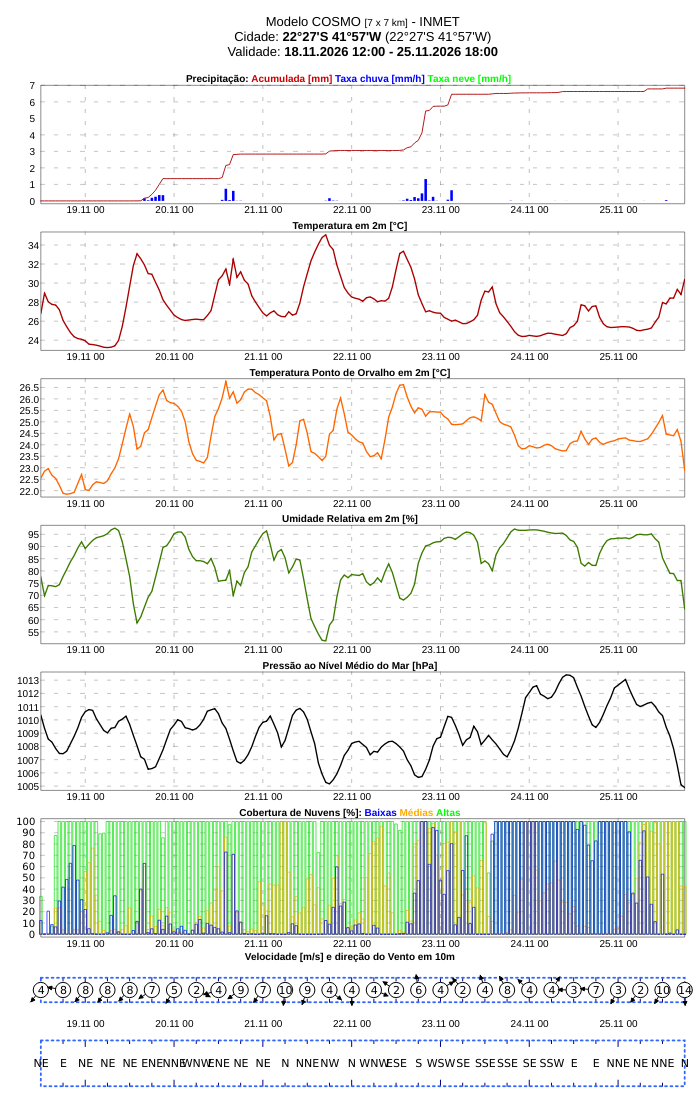 Modelo COSMO [7 x 7 km] - INMET
Cidade: 22°27'S 41°57'W (22°27'S 41°57'W)
Validade: 18.11.2026 12:00 - 25.11.2026 18:00
Precipitação: Acumulada [mm] Taxa chuva [mm/h] Taxa neve [mm/h]
7
6
5
4
3
2
1
0
19.11 00 20.11 00 21.11 00 22.11 00 23.11 00 24.11 00 25.11 00
Temperatura em 2m [°C]
34
32
30
28
26
24
19.11 00 20.11 00 21.11 00 22.11 00 23.11 00 24.11 00 25.11 00
Temperatura Ponto de Orvalho em 2m [°C]
26.5
26.0
25.5
25.0
24.5
24.0
23.5
23.0
22.5
22.0
19.11 00 20.11 00 21.11 00 22.11 00 23.11 00 24.11 00 25.11 00
Umidade Relativa em 2m [%]
95
90
85
80
75
70
65
60
55
19.11 00 20.11 00 21.11 00 22.11 00 23.11 00 24.11 00 25.11 00
Pressão ao Nível Médio do Mar [hPa]
1013
1012
1011
1010
1009
1008
1007
1006
1005
19.11 00 20.11 00 21.11 00 22.11 00 23.11 00 24.11 00 25.11 00
Cobertura de Nuvens [%]: Baixas Médias Altas
100
90
80
70
60
50
40
30
20
10
0
19.11 00 20.11 00 21.11 00 22.11 00 23.11 00 24.11 00 25.11 00
Velocidade [m/s] e direção do Vento em 10m
4 8 8 8 8 7 5 2 4 9 7 10 9 4 4 4 2 6 4 2 4 8 4 4 3 7 3 2 10 14
19.11 00 20.11 00 21.11 00 22.11 00 23.11 00 24.11 00 25.11 00
NE E NE NE NE ENE NNE WNW ENE NE NE N NNE NW N WNW ESE S WSW SE SSE SSE SE SSW E E NNE NE NNE N